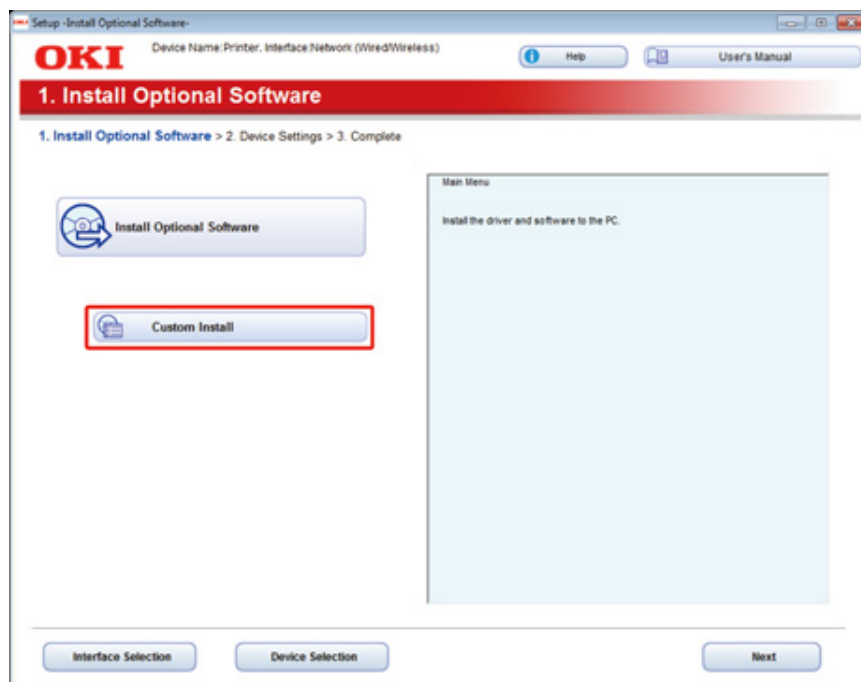 Setup -Install Optional Software-
OKI
Device Name:Printer. Interface:Network (Wired/Wireless)
Help
User's Manual
1. Install Optional Software
1. Install Optional Software > 2. Device Settings > 3. Complete
Main Menu
Install Optional Software
Install the driver and software to the PC.
Custom Install
Interface Selection
Device Selection
Next